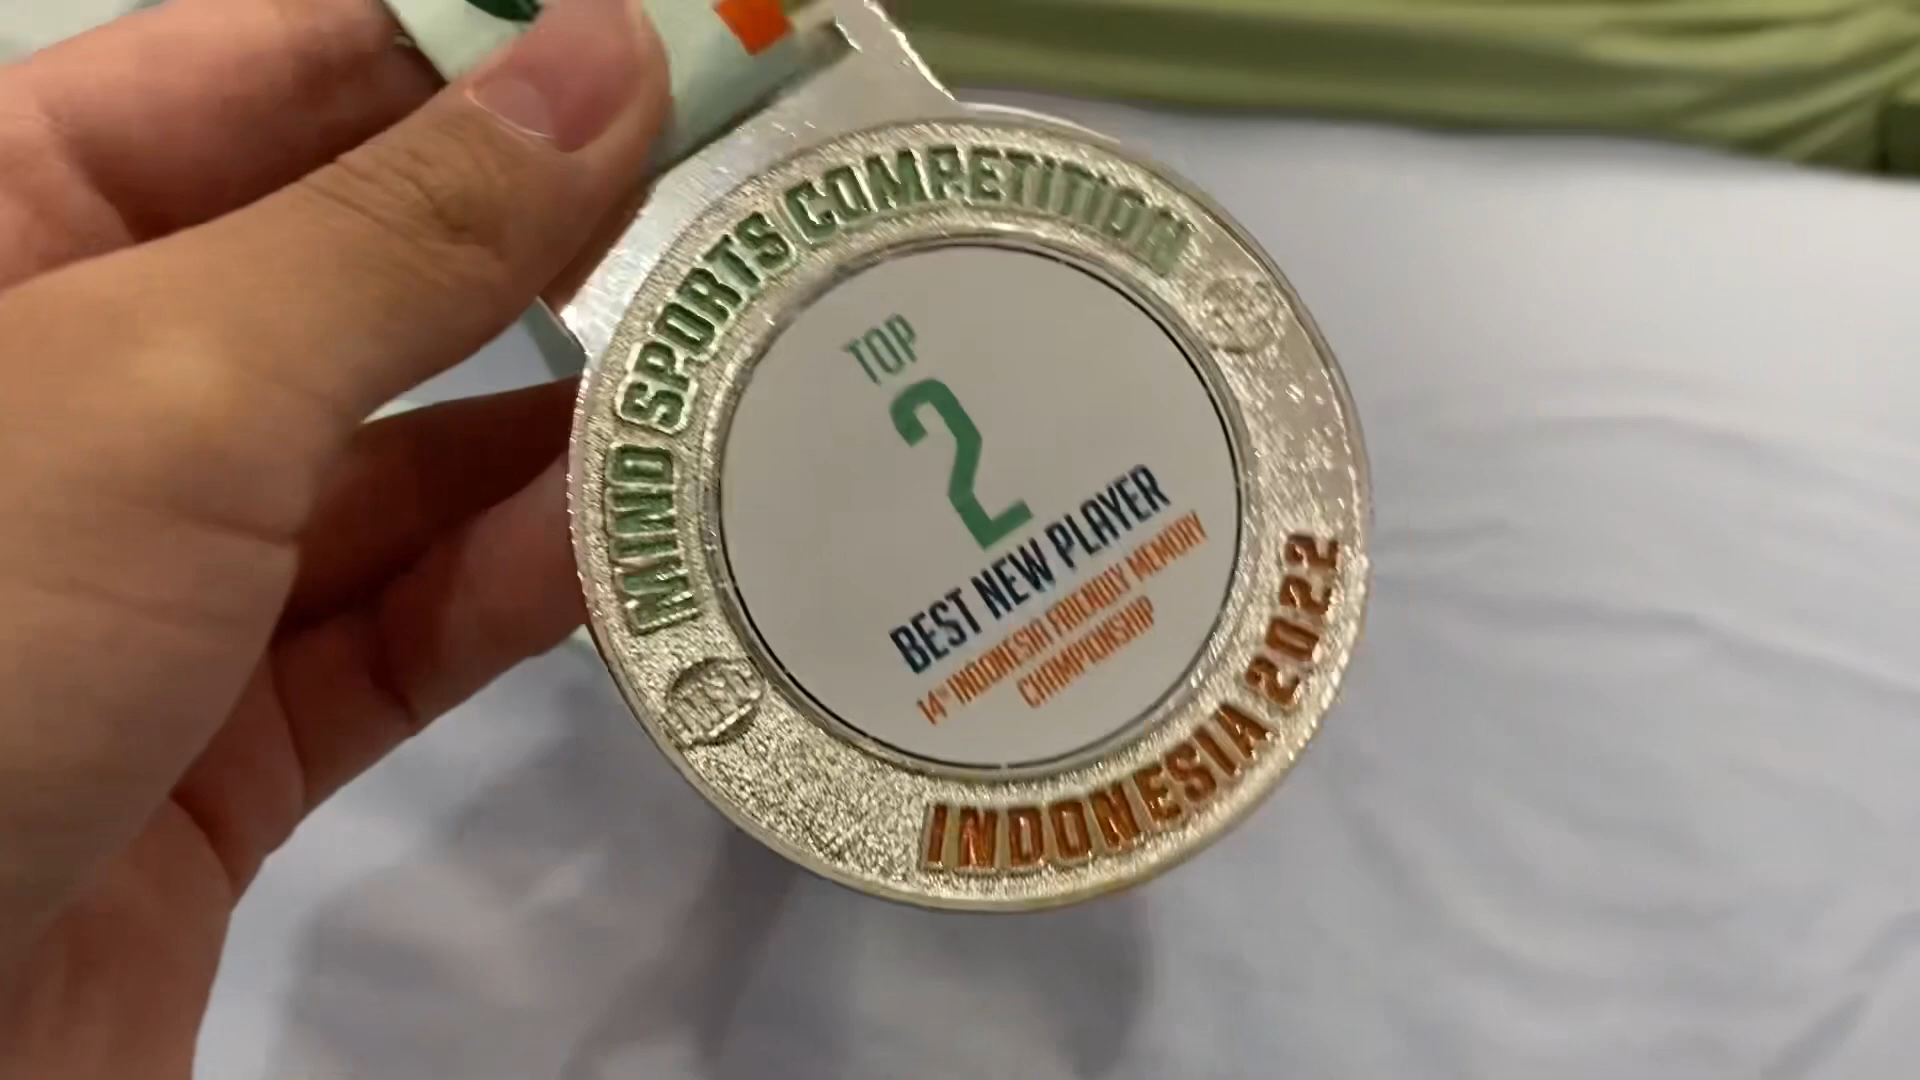 MIND SPORTS COMPETITION
TOP
2
BEST NEW PLAYER
14TH INDONESIA FRIENDLY MEMORY
CHAMPIONSHIP
INDONESIA 2022